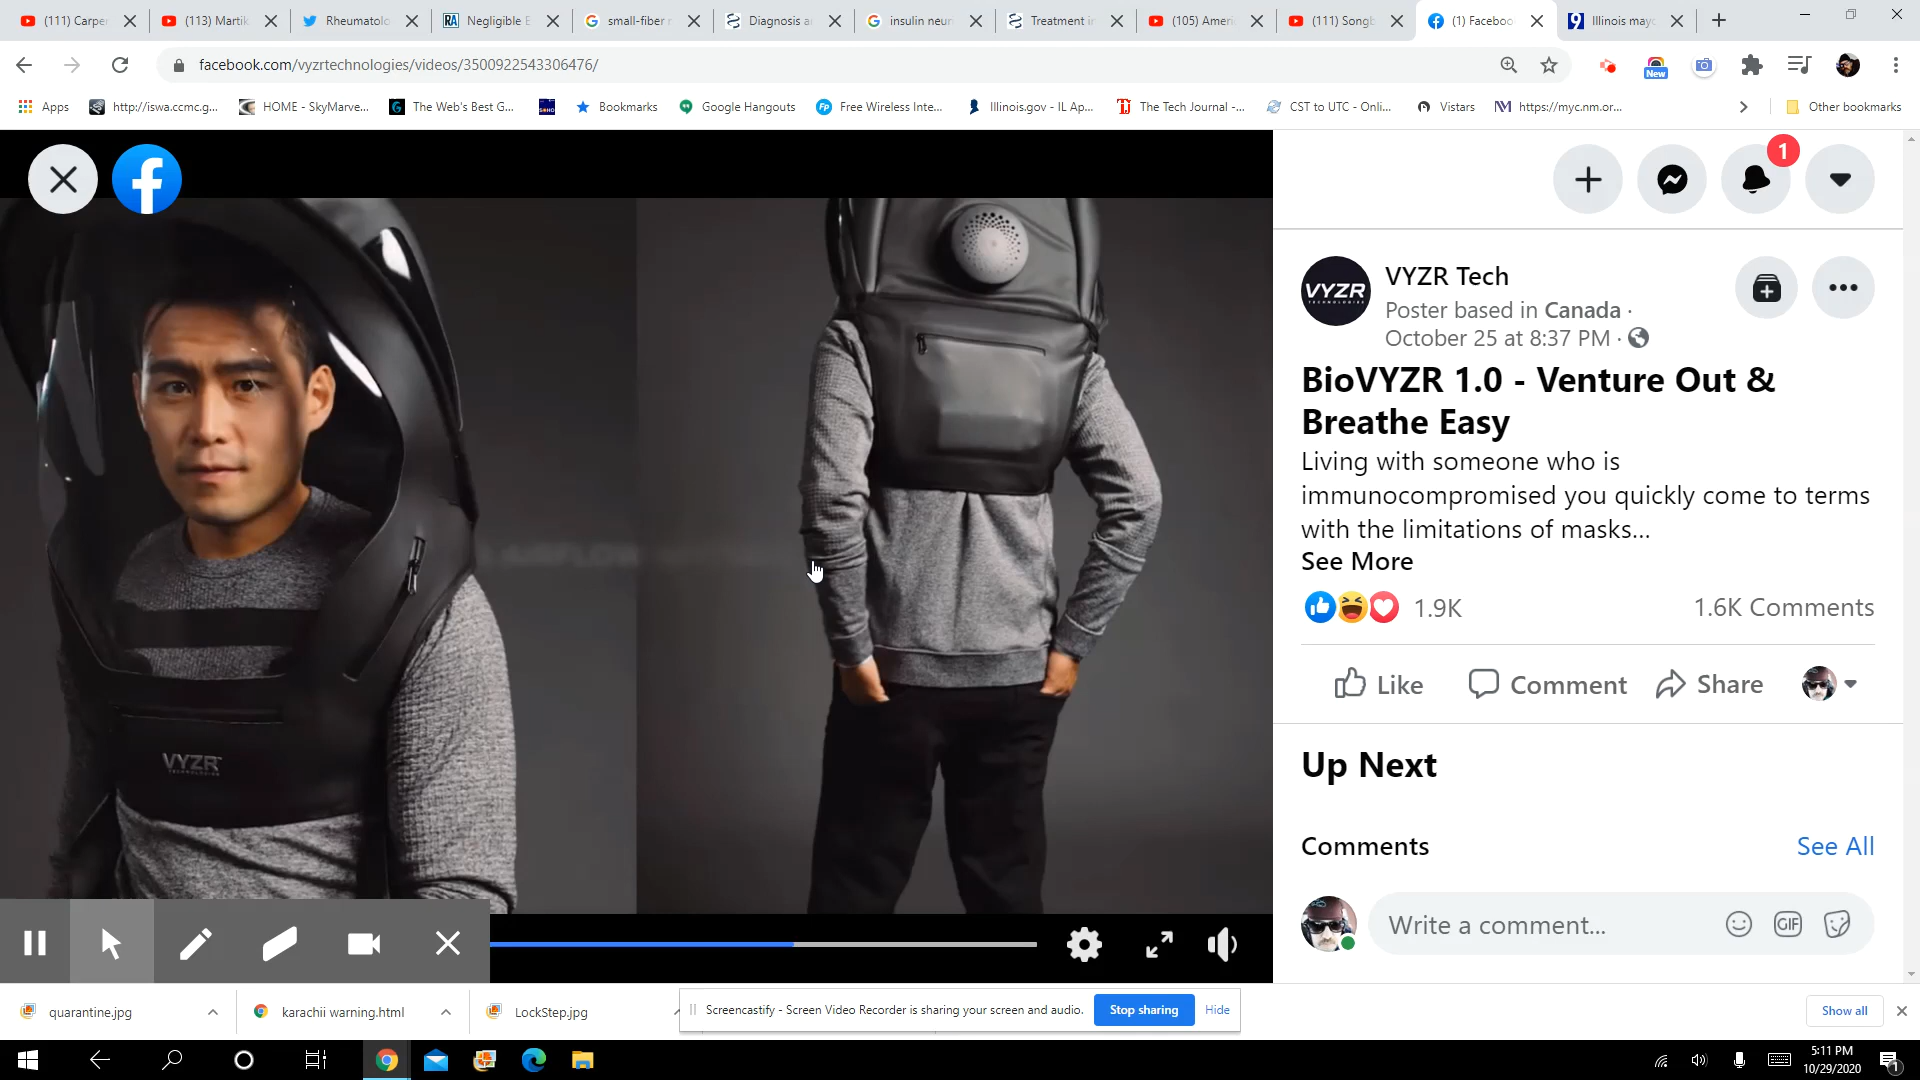 (111) Carpe
(113) Martik
Rheumatolo
Negligible E
small-fiber
Diagnosis a
insulin neur
Treatment i
(105) Ameri
(111) Songb
(1) Faceboo
Illinois may
facebook.com/vyzrtechnologies/videos/3500922543306476/
New
Apps
http://iswa.ccmc.g...
HOME - SkyMarve...
The Web's Best G...
Bookmarks
Google Hangouts
Free Wireless Inte...
Illinois.gov - IL Ap...
The Tech Journal -...
CST to UTC - Onli...
Vistars
https://myc.nm.or...
Other bookmarks
1
VYZR
TECHNOLOGIES
VYZR Tech
Poster based in Canada ·
October 25 at 8:37 PM ·
BioVYZR 1.0 - Venture Out &
Breathe Easy
Living with someone who is
immunocompromised you quickly come to terms
with the limitations of masks...
See More
1.9K
1.6K Comments
Like
Comment
Share
VYZR
TECHNOLOGIES
Up Next
Comments
See All
Write a comment...
GIF
quarantine.jpg
karachii warning.html
LockStep.jpg
Screencastify - Screen Video Recorder is sharing your screen and audio.
Stop sharing
Hide
Show all
5:11 PM
10/29/2020
1